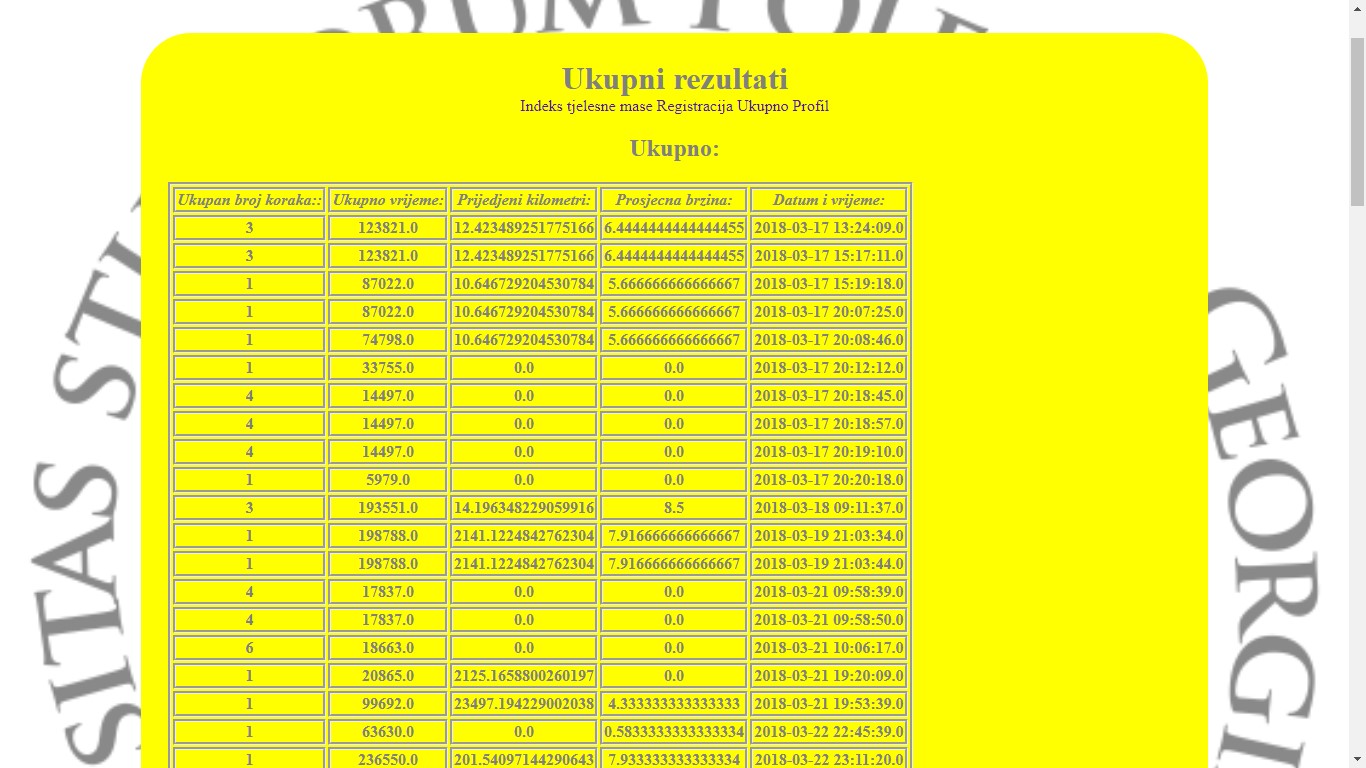 ORUM POLE
SITAS STU
GEORGI
Ukupni rezultati
Indeks tjelesne mase Registracija Ukupno Profil
Ukupno:
Ukupan broj koraka:: Ukupno vrijeme: Prijedjeni kilometri: Prosjecna brzina: Datum i vrijeme:
3 123821.0 12.423489251775166 6.4444444444444455 2018-03-17 13:24:09.0
3 123821.0 12.423489251775166 6.4444444444444455 2018-03-17 15:17:11.0
1 87022.0 10.646729204530784 5.666666666666667 2018-03-17 15:19:18.0
1 87022.0 10.646729204530784 5.666666666666667 2018-03-17 20:07:25.0
1 74798.0 10.646729204530784 5.666666666666667 2018-03-17 20:08:46.0
1 33755.0 0.0 0.0 2018-03-17 20:12:12.0
4 14497.0 0.0 0.0 2018-03-17 20:18:45.0
4 14497.0 0.0 0.0 2018-03-17 20:18:57.0
4 14497.0 0.0 0.0 2018-03-17 20:19:10.0
1 5979.0 0.0 0.0 2018-03-17 20:20:18.0
3 193551.0 14.196348229059916 8.5 2018-03-18 09:11:37.0
1 198788.0 2141.1224842762304 7.916666666666667 2018-03-19 21:03:34.0
1 198788.0 2141.1224842762304 7.916666666666667 2018-03-19 21:03:44.0
4 17837.0 0.0 0.0 2018-03-21 09:58:39.0
4 17837.0 0.0 0.0 2018-03-21 09:58:50.0
6 18663.0 0.0 0.0 2018-03-21 10:06:17.0
1 20865.0 2125.1658800260197 0.0 2018-03-21 19:20:09.0
1 99692.0 23497.194229002038 4.333333333333333 2018-03-21 19:53:39.0
1 63630.0 0.0 0.5833333333333334 2018-03-22 22:45:39.0
1 236550.0 201.54097144290643 7.933333333333334 2018-03-22 23:11:20.0